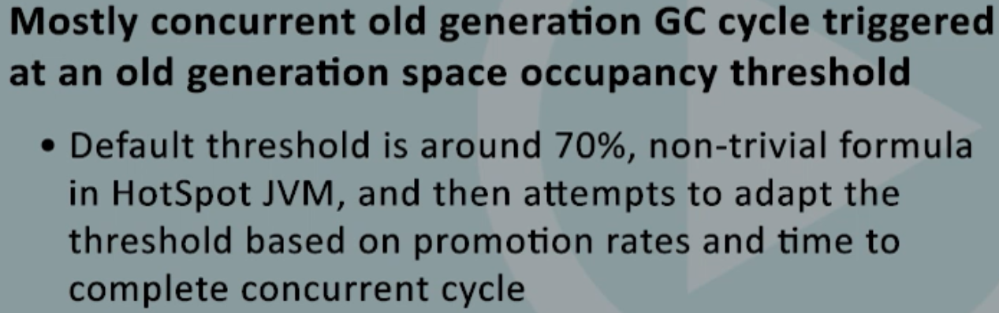 Mostly concurrent old generation GC cycle triggered
at an old generation space occupancy threshold
• Default threshold is around 70%, non-trivial formula
in HotSpot JVM, and then attempts to adapt the
threshold based on promotion rates and time to
complete concurrent cycle